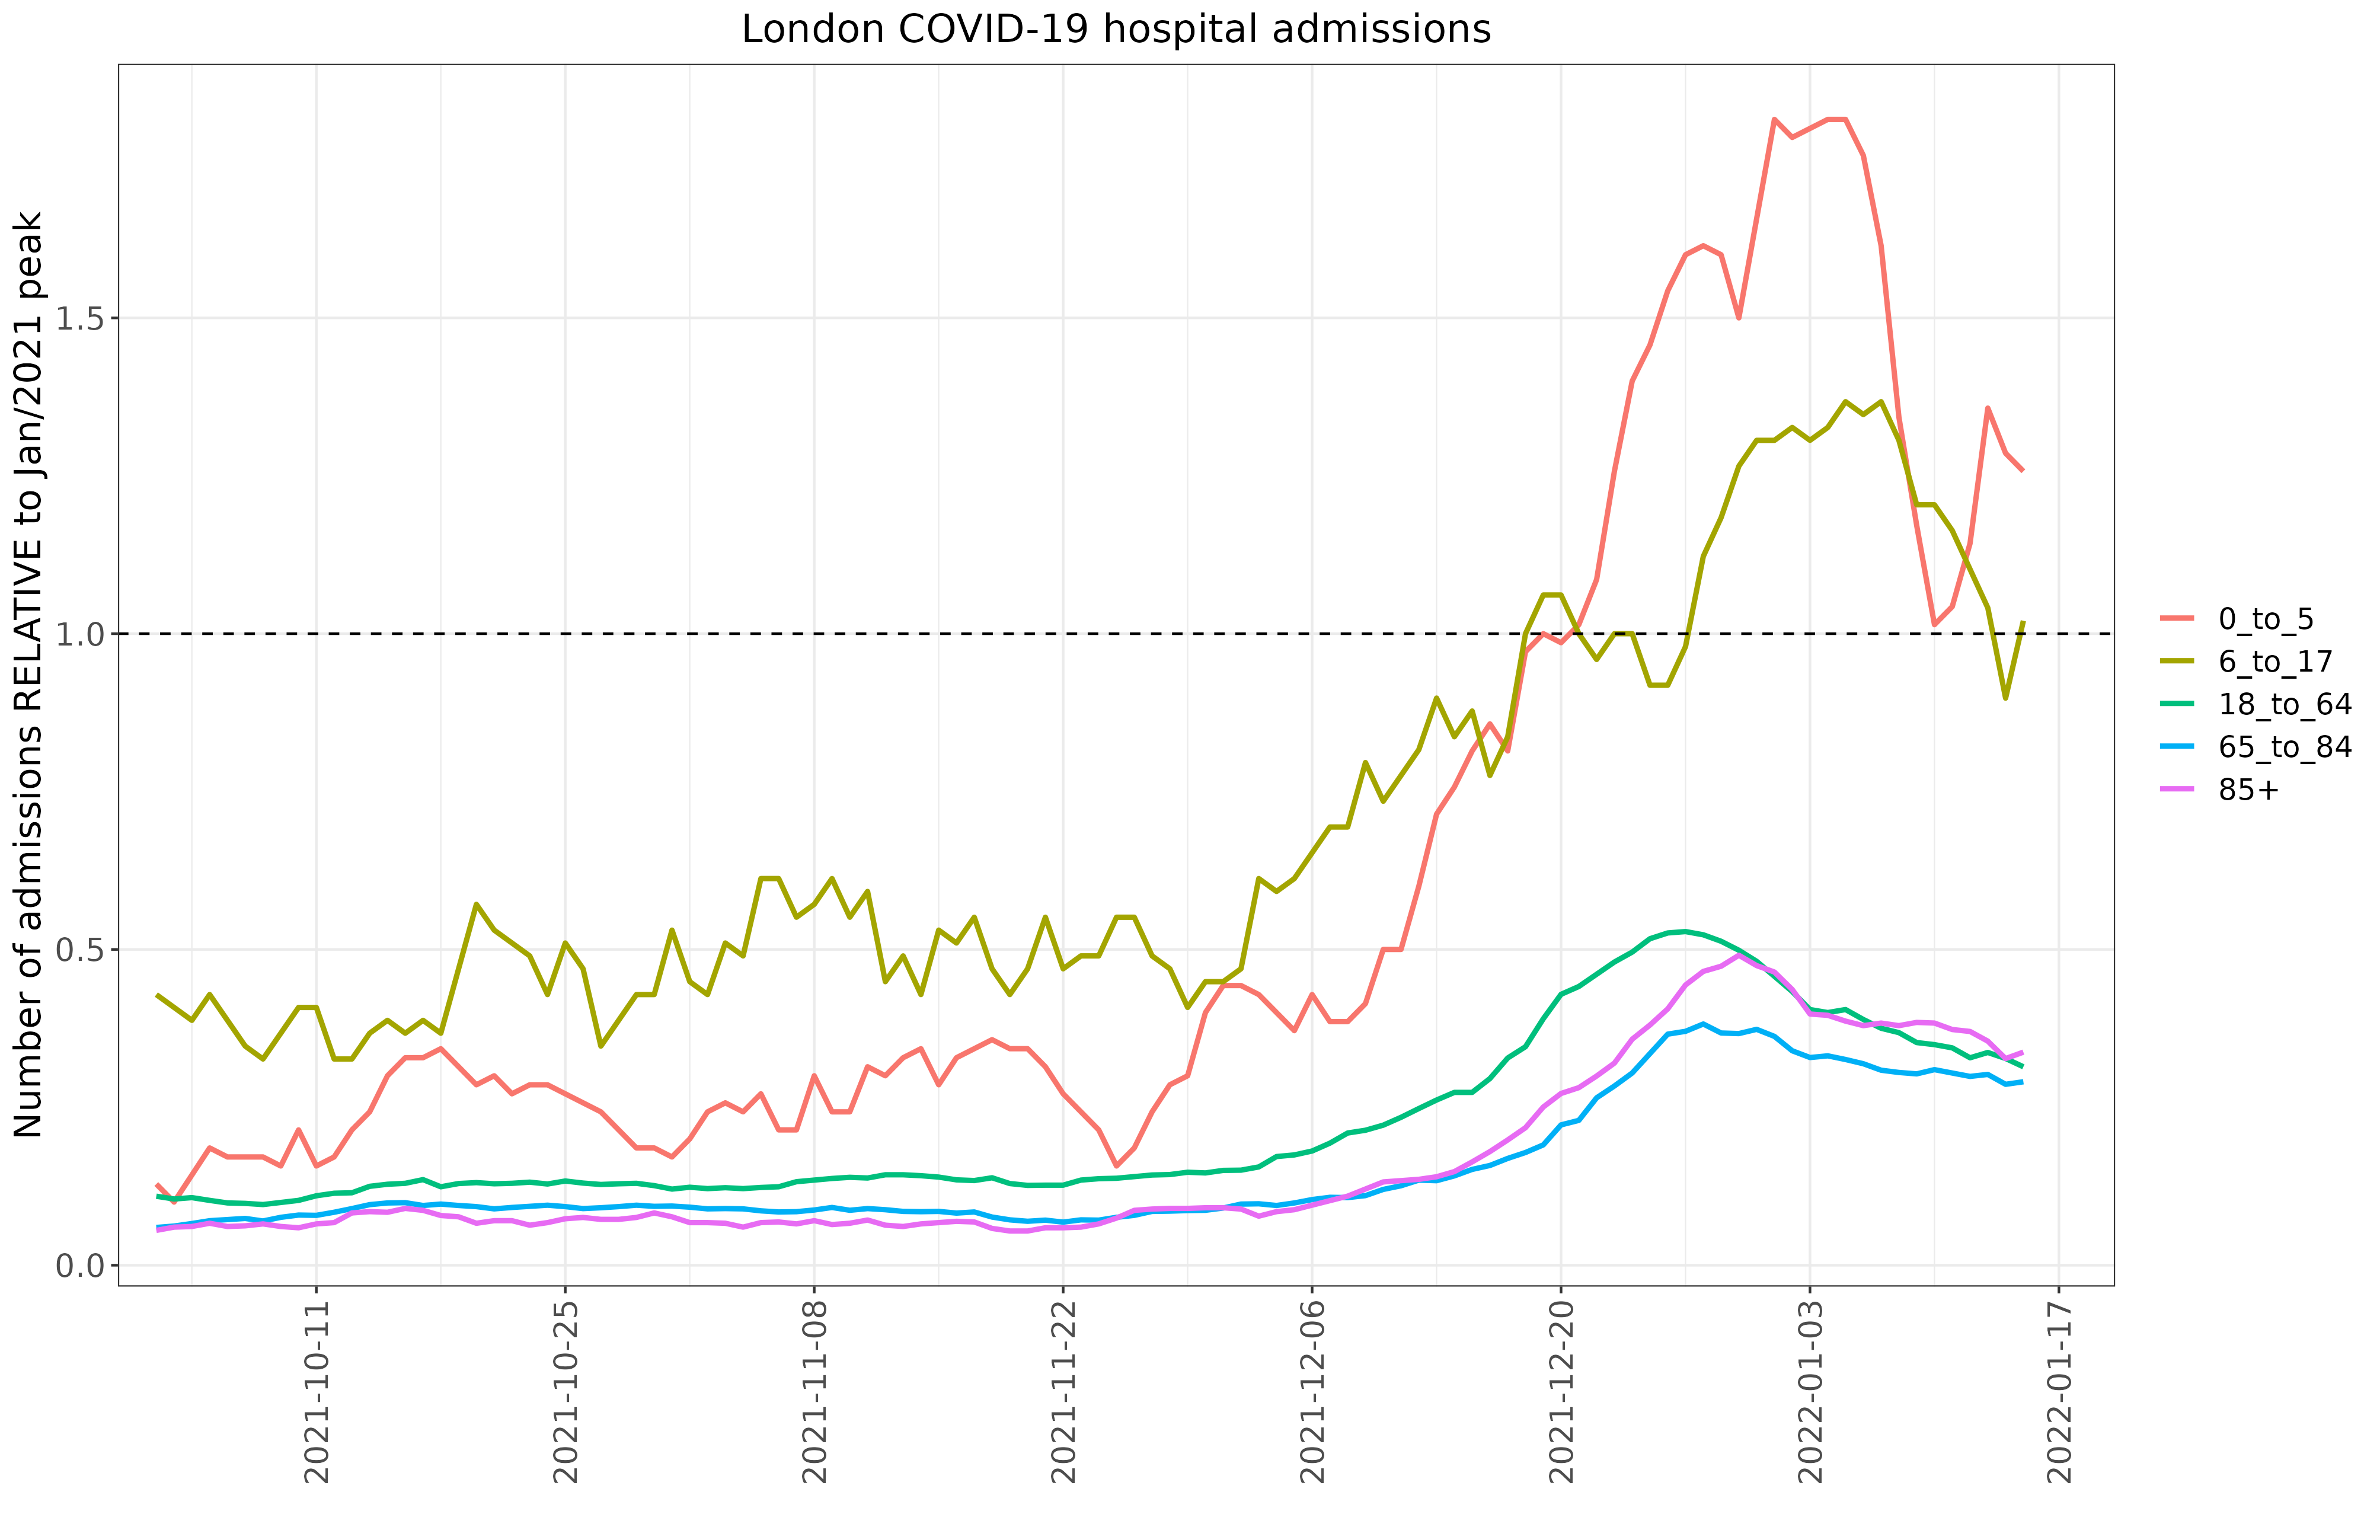 London COVID-19 hospital admissions
Number of admissions RELATIVE to Jan/2021 peak
1.5
1.0
0.5
0.0
2021-10-11
2021-10-25
2021-11-08
2021-11-22
2021-12-06
2021-12-20
2022-01-03
2022-01-17
0_to_5
6_to_17
18_to_64
65_to_84
85+